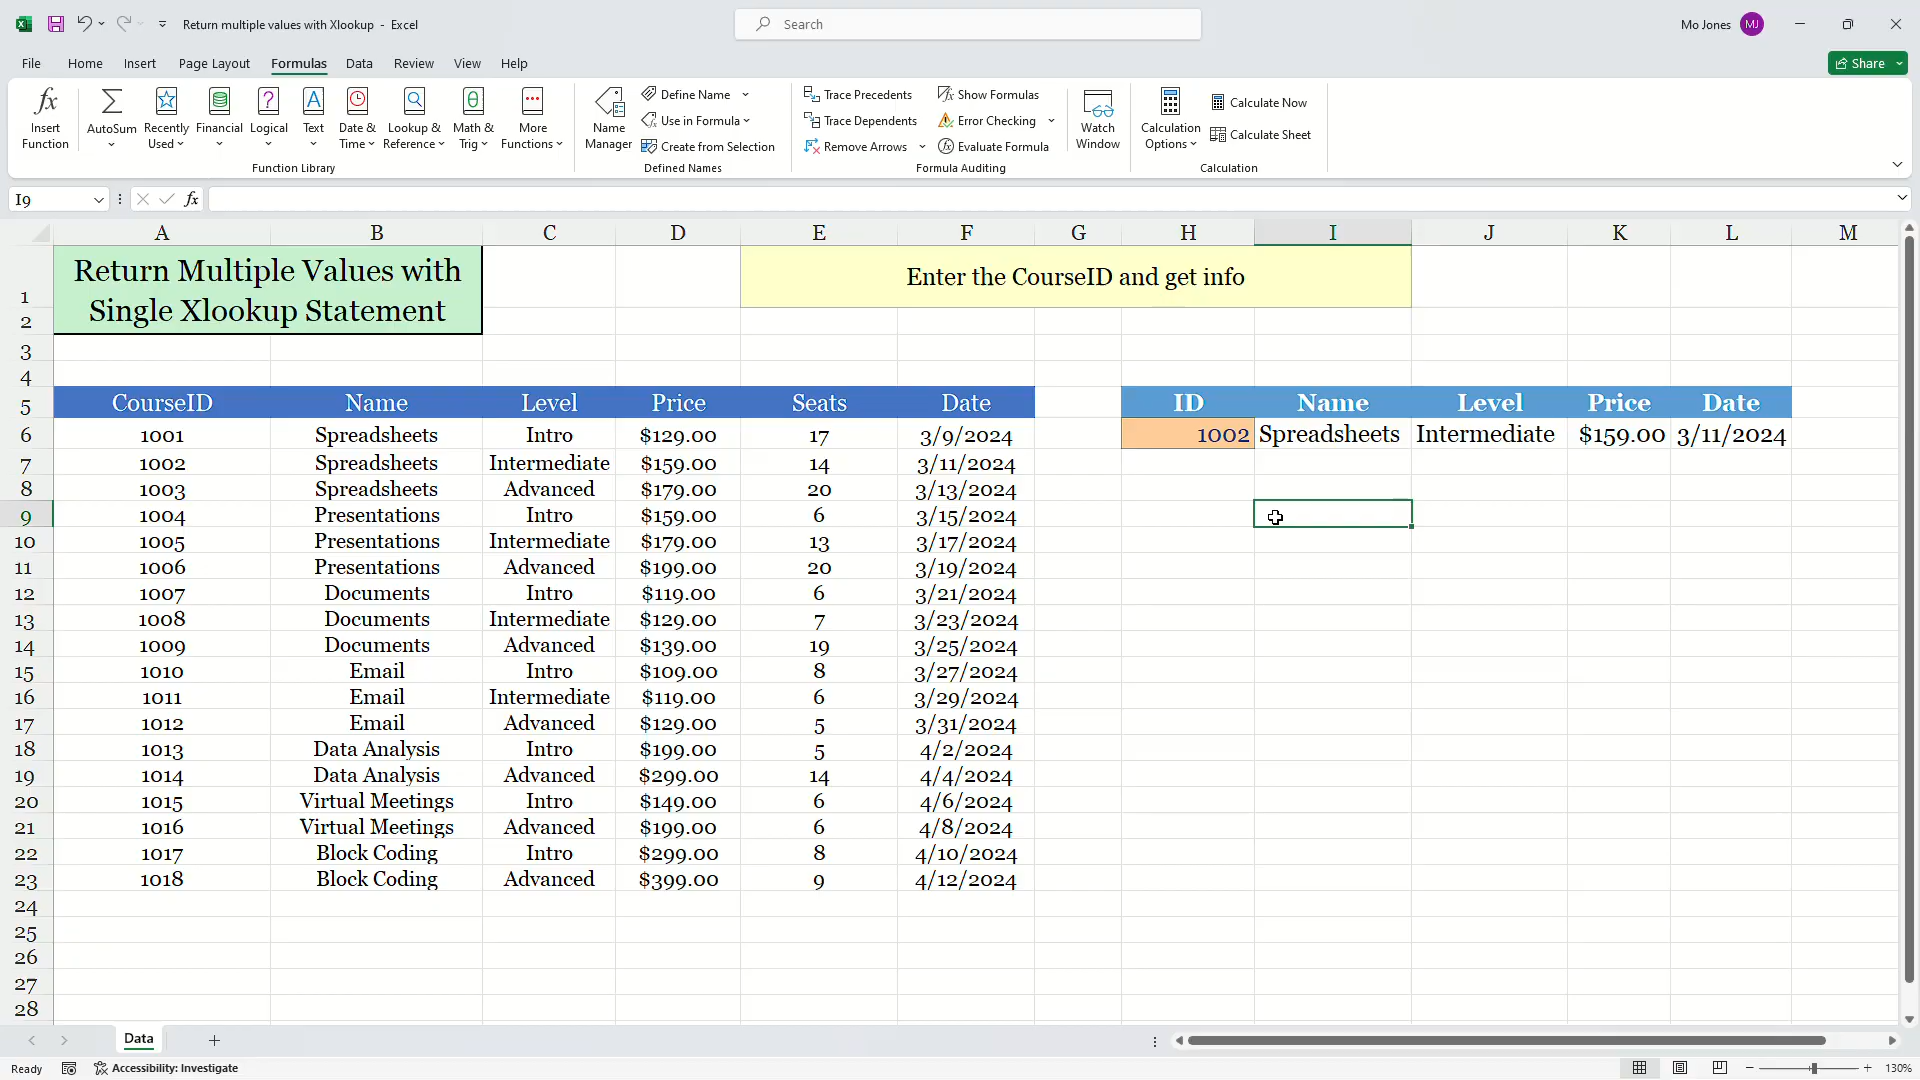 Return multiple values with Xlookup - Excel
Search
Mo Jones
MJ
File Home Insert Page Layout Formulas Data Review View Help
Share
Insert Function
AutoSum
Recently Used
Financial
Logical
Text
Date & Time
Lookup & Reference
Math & Trig
More Functions
Function Library
Name Manager
Define Name
Use in Formula
Create from Selection
Defined Names
Trace Precedents
Trace Dependents
Remove Arrows
Show Formulas
Error Checking
Evaluate Formula
Formula Auditing
Watch Window
Calculation Options
Calculate Now
Calculate Sheet
Calculation
I9
fx
A B C D E F G H I J K L M
Return Multiple Values with
Single Xlookup Statement
Enter the CourseID and get info
1
2
3
4
5 CourseID Name Level Price Seats Date ID Name Level Price Date
6 1001 Spreadsheets Intro $129.00 17 3/9/2024 1002 Spreadsheets Intermediate $159.00 3/11/2024
7 1002 Spreadsheets Intermediate $159.00 14 3/11/2024
8 1003 Spreadsheets Advanced $179.00 20 3/13/2024
9 1004 Presentations Intro $159.00 6 3/15/2024
10 1005 Presentations Intermediate $179.00 13 3/17/2024
11 1006 Presentations Advanced $199.00 20 3/19/2024
12 1007 Documents Intro $119.00 6 3/21/2024
13 1008 Documents Intermediate $129.00 7 3/23/2024
14 1009 Documents Advanced $139.00 19 3/25/2024
15 1010 Email Intro $109.00 8 3/27/2024
16 1011 Email Intermediate $119.00 6 3/29/2024
17 1012 Email Advanced $129.00 5 3/31/2024
18 1013 Data Analysis Intro $199.00 5 4/2/2024
19 1014 Data Analysis Advanced $299.00 14 4/4/2024
20 1015 Virtual Meetings Intro $149.00 6 4/6/2024
21 1016 Virtual Meetings Advanced $199.00 6 4/8/2024
22 1017 Block Coding Intro $299.00 8 4/10/2024
23 1018 Block Coding Advanced $399.00 9 4/12/2024
24
25
26
27
28
Data
Ready
Accessibility: Investigate
130%